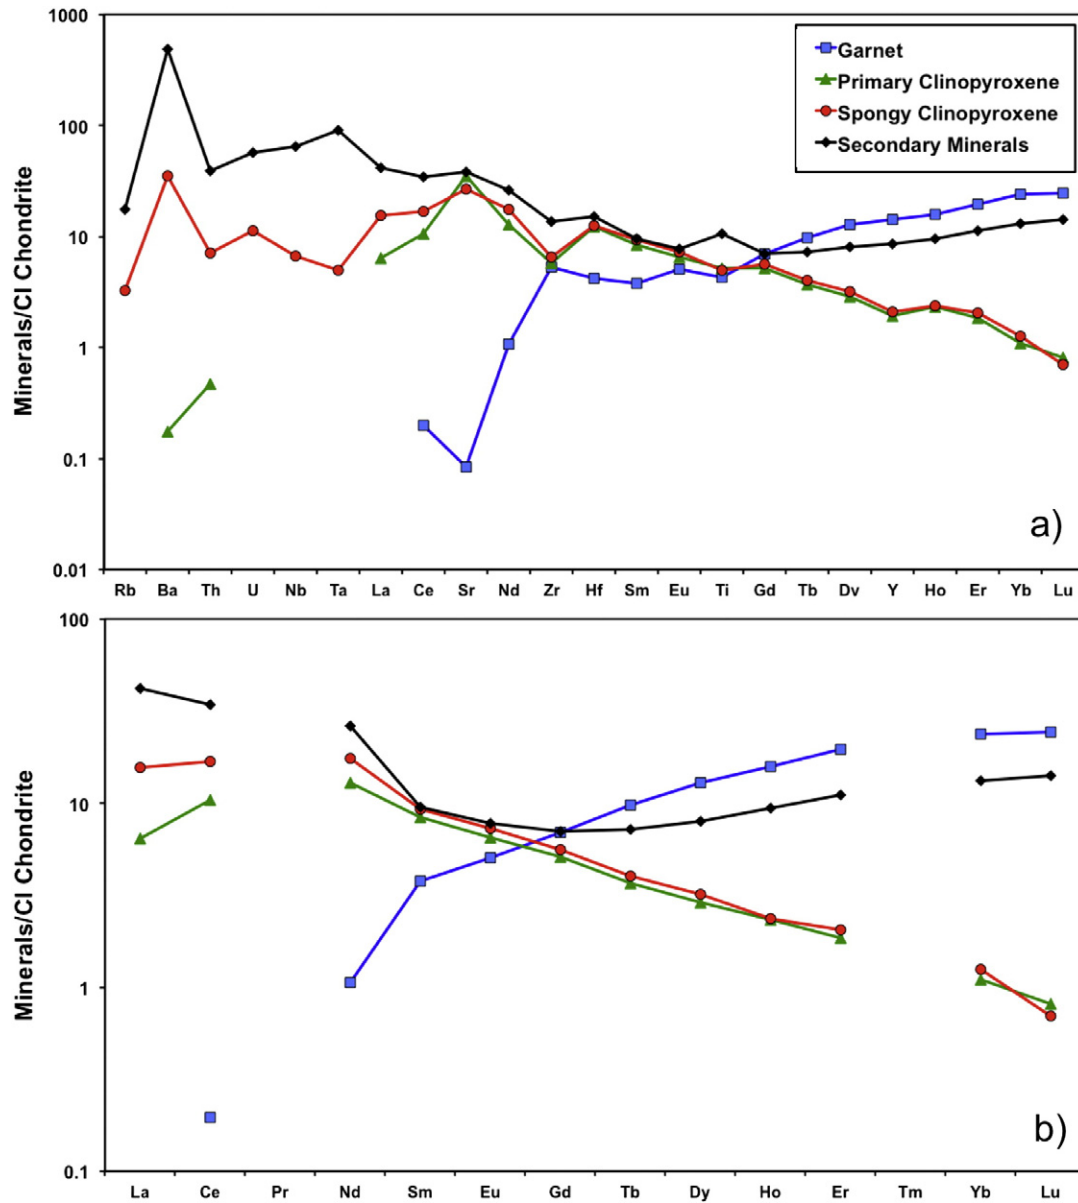 1000
100
10
1
0.1
0.01
Minerals/CI Chondrite
Garnet
Primary Clinopyroxene
Spongy Clinopyroxene
Secondary Minerals
a)
Rb Ba Th U Nb Ta La Ce Sr Nd Zr Hf Sm Eu Ti Gd Tb Dv Y Ho Er Yb Lu
100
10
1
0.1
Minerals/CI Chondrite
b)
La Ce Pr Nd Sm Eu Gd Tb Dy Ho Er Tm Yb Lu